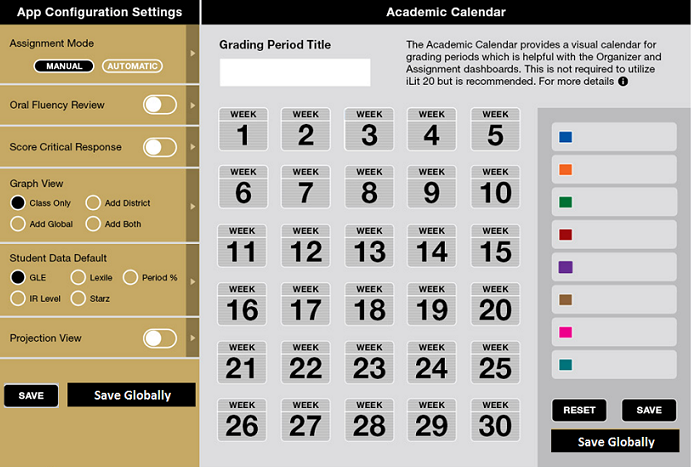 App Configuration Settings
Assignment Mode
MANUAL AUTOMATIC
Oral Fluency Review
Score Critical Response
Graph View
Class Only Add District
Add Global Add Both
Student Data Default
GLE Lexile Period %
IR Level Starz
Projection View
SAVE Save Globally
Academic Calendar
Grading Period Title
The Academic Calendar provides a visual calendar for
grading periods which is helpful with the Organizer and
Assignment dashboards. This is not required to utilize
iLit 20 but is recommended. For more details i
WEEK WEEK WEEK WEEK WEEK
1 2 3 4 5
WEEK WEEK WEEK WEEK WEEK
6 7 8 9 10
WEEK WEEK WEEK WEEK WEEK
11 12 13 14 15
WEEK WEEK WEEK WEEK WEEK
16 17 18 19 20
WEEK WEEK WEEK WEEK WEEK
21 22 23 24 25
WEEK WEEK WEEK WEEK WEEK
26 27 28 29 30
RESET SAVE
Save Globally